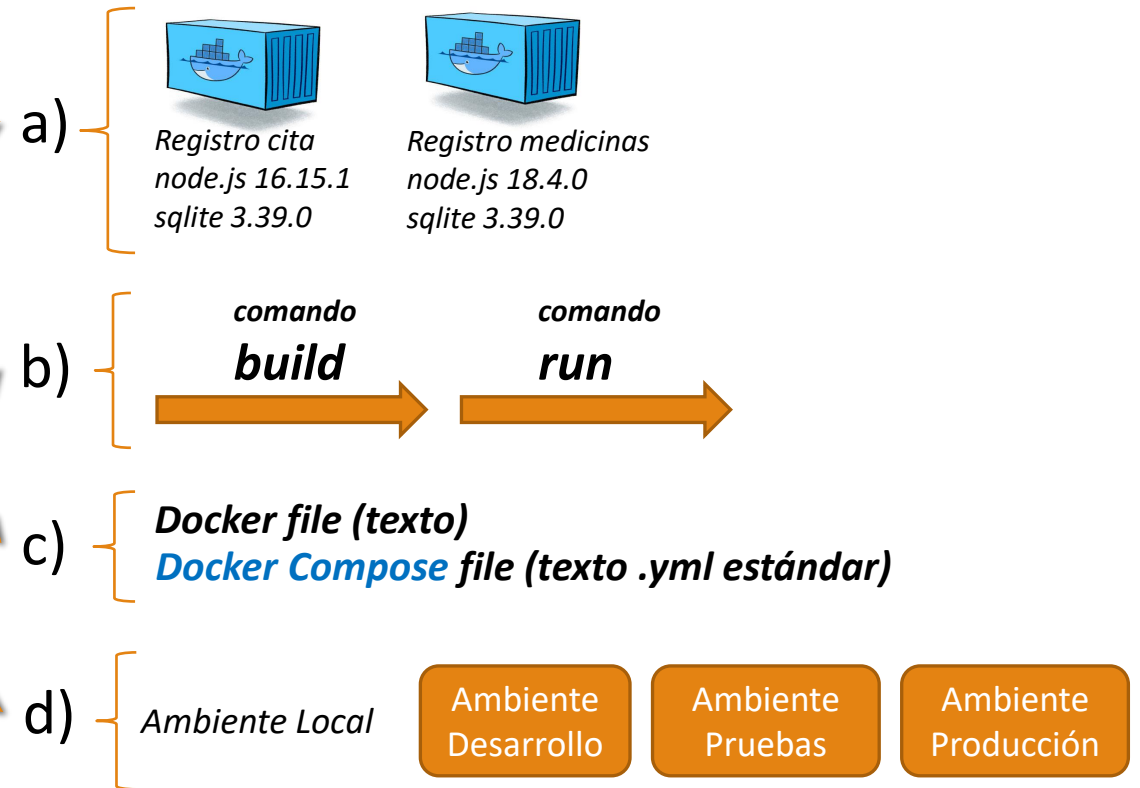 a)
Registro cita
node.js 16.15.1
sqlite 3.39.0
Registro medicinas
node.js 18.4.0
sqlite 3.39.0
b)
comando
build
comando
run
c)
Docker file (texto)
Docker Compose file (texto .yml estándar)
d)
Ambiente Local
Ambiente
Desarrollo
Ambiente
Pruebas
Ambiente
Producción